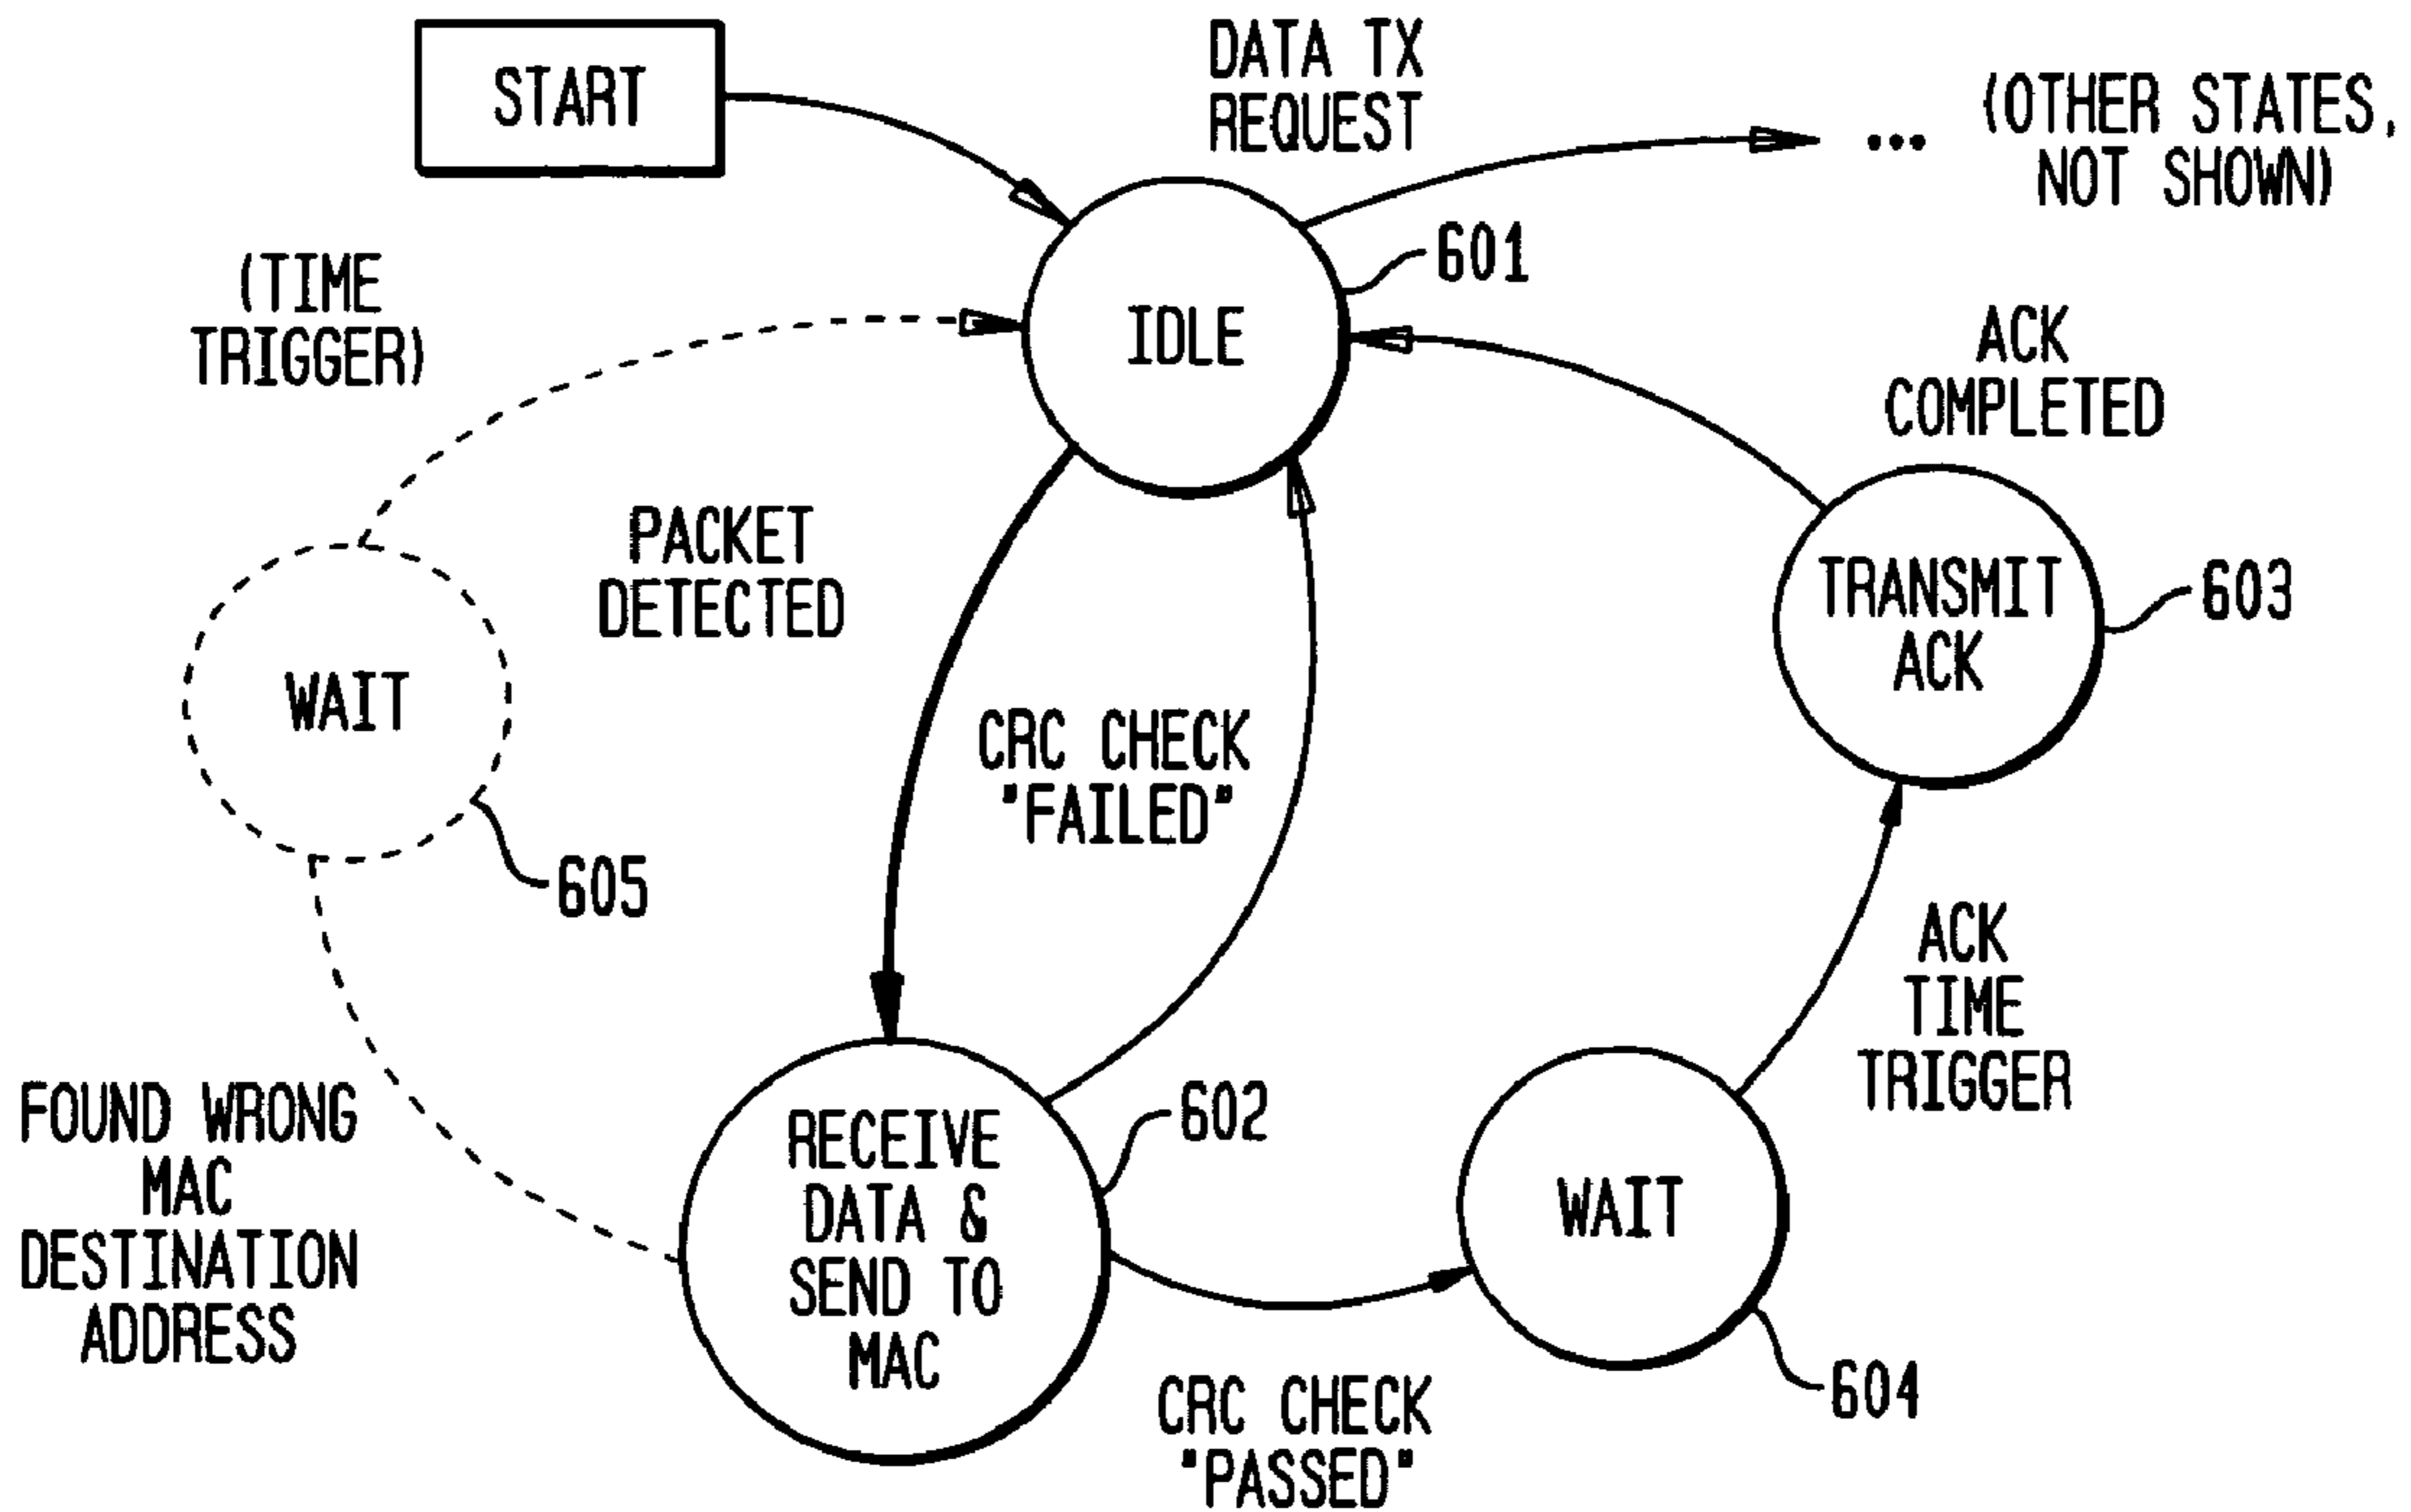 START
DATA TX
REQUEST
(OTHER STATES,
NOT SHOWN)
... 
601
(TIME
TRIGGER)
IDLE
ACK
COMPLETED
PACKET
DETECTED
TRANSMIT
ACK
603
WAIT
605
CRC CHECK
"FAILED"
ACK
TIME
TRIGGER
FOUND WRONG
MAC
DESTINATION
ADDRESS
RECEIVE
DATA &
SEND TO
MAC
602
WAIT
604
CRC CHECK
"PASSED"